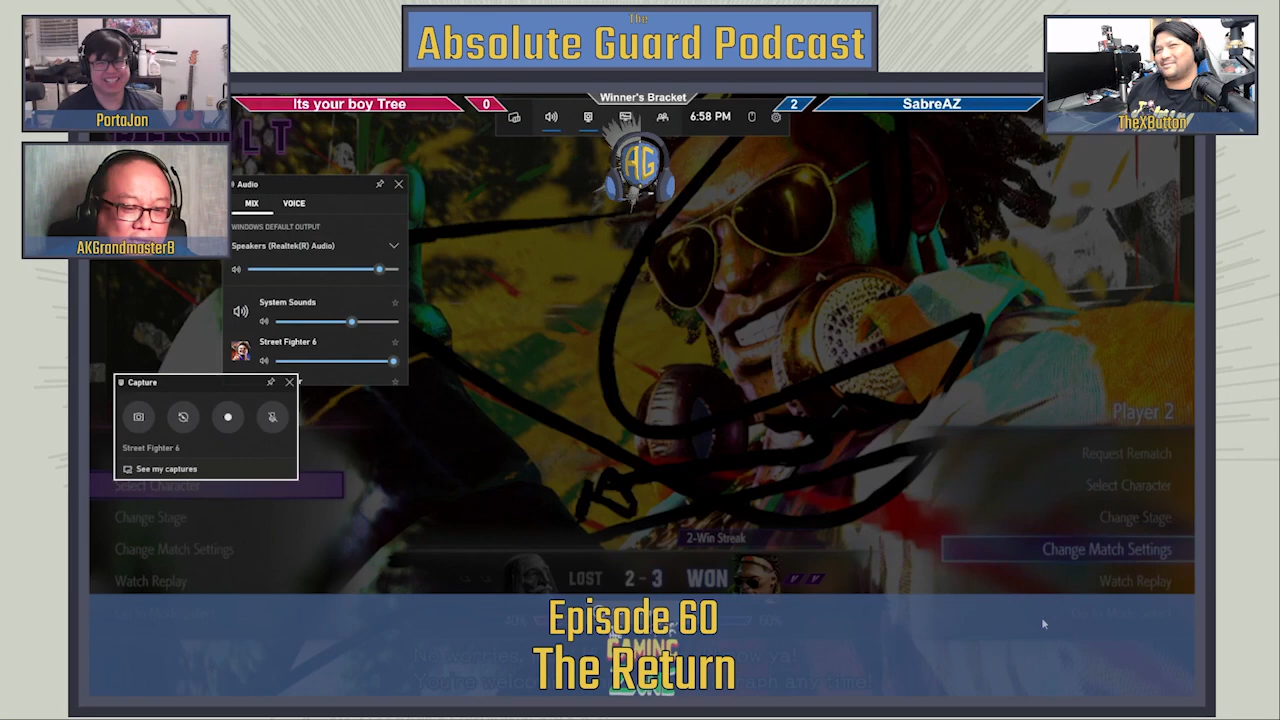 The
Absolute Guard Podcast
PortaJon
AKGrandmaster8
TheXButton
Its your boy Tree
0
Winner's Bracket
2
SabreAZ
6:58 PM
AG
Audio
MIX
VOICE
WINDOWS DEFAULT OUTPUT
Speakers (Realtek(R) Audio)
System Sounds
Street Fighter 6
Capture
Street Fighter 6
See my captures
Select Character
Change Stage
Change Match Settings
Watch Replay
Player 2
Request Rematch
Select Character
Change Stage
Change Match Settings
Watch Replay
2-Win Streak
LOST 2 - 3 WON
Episode 60
GAMING
The Return